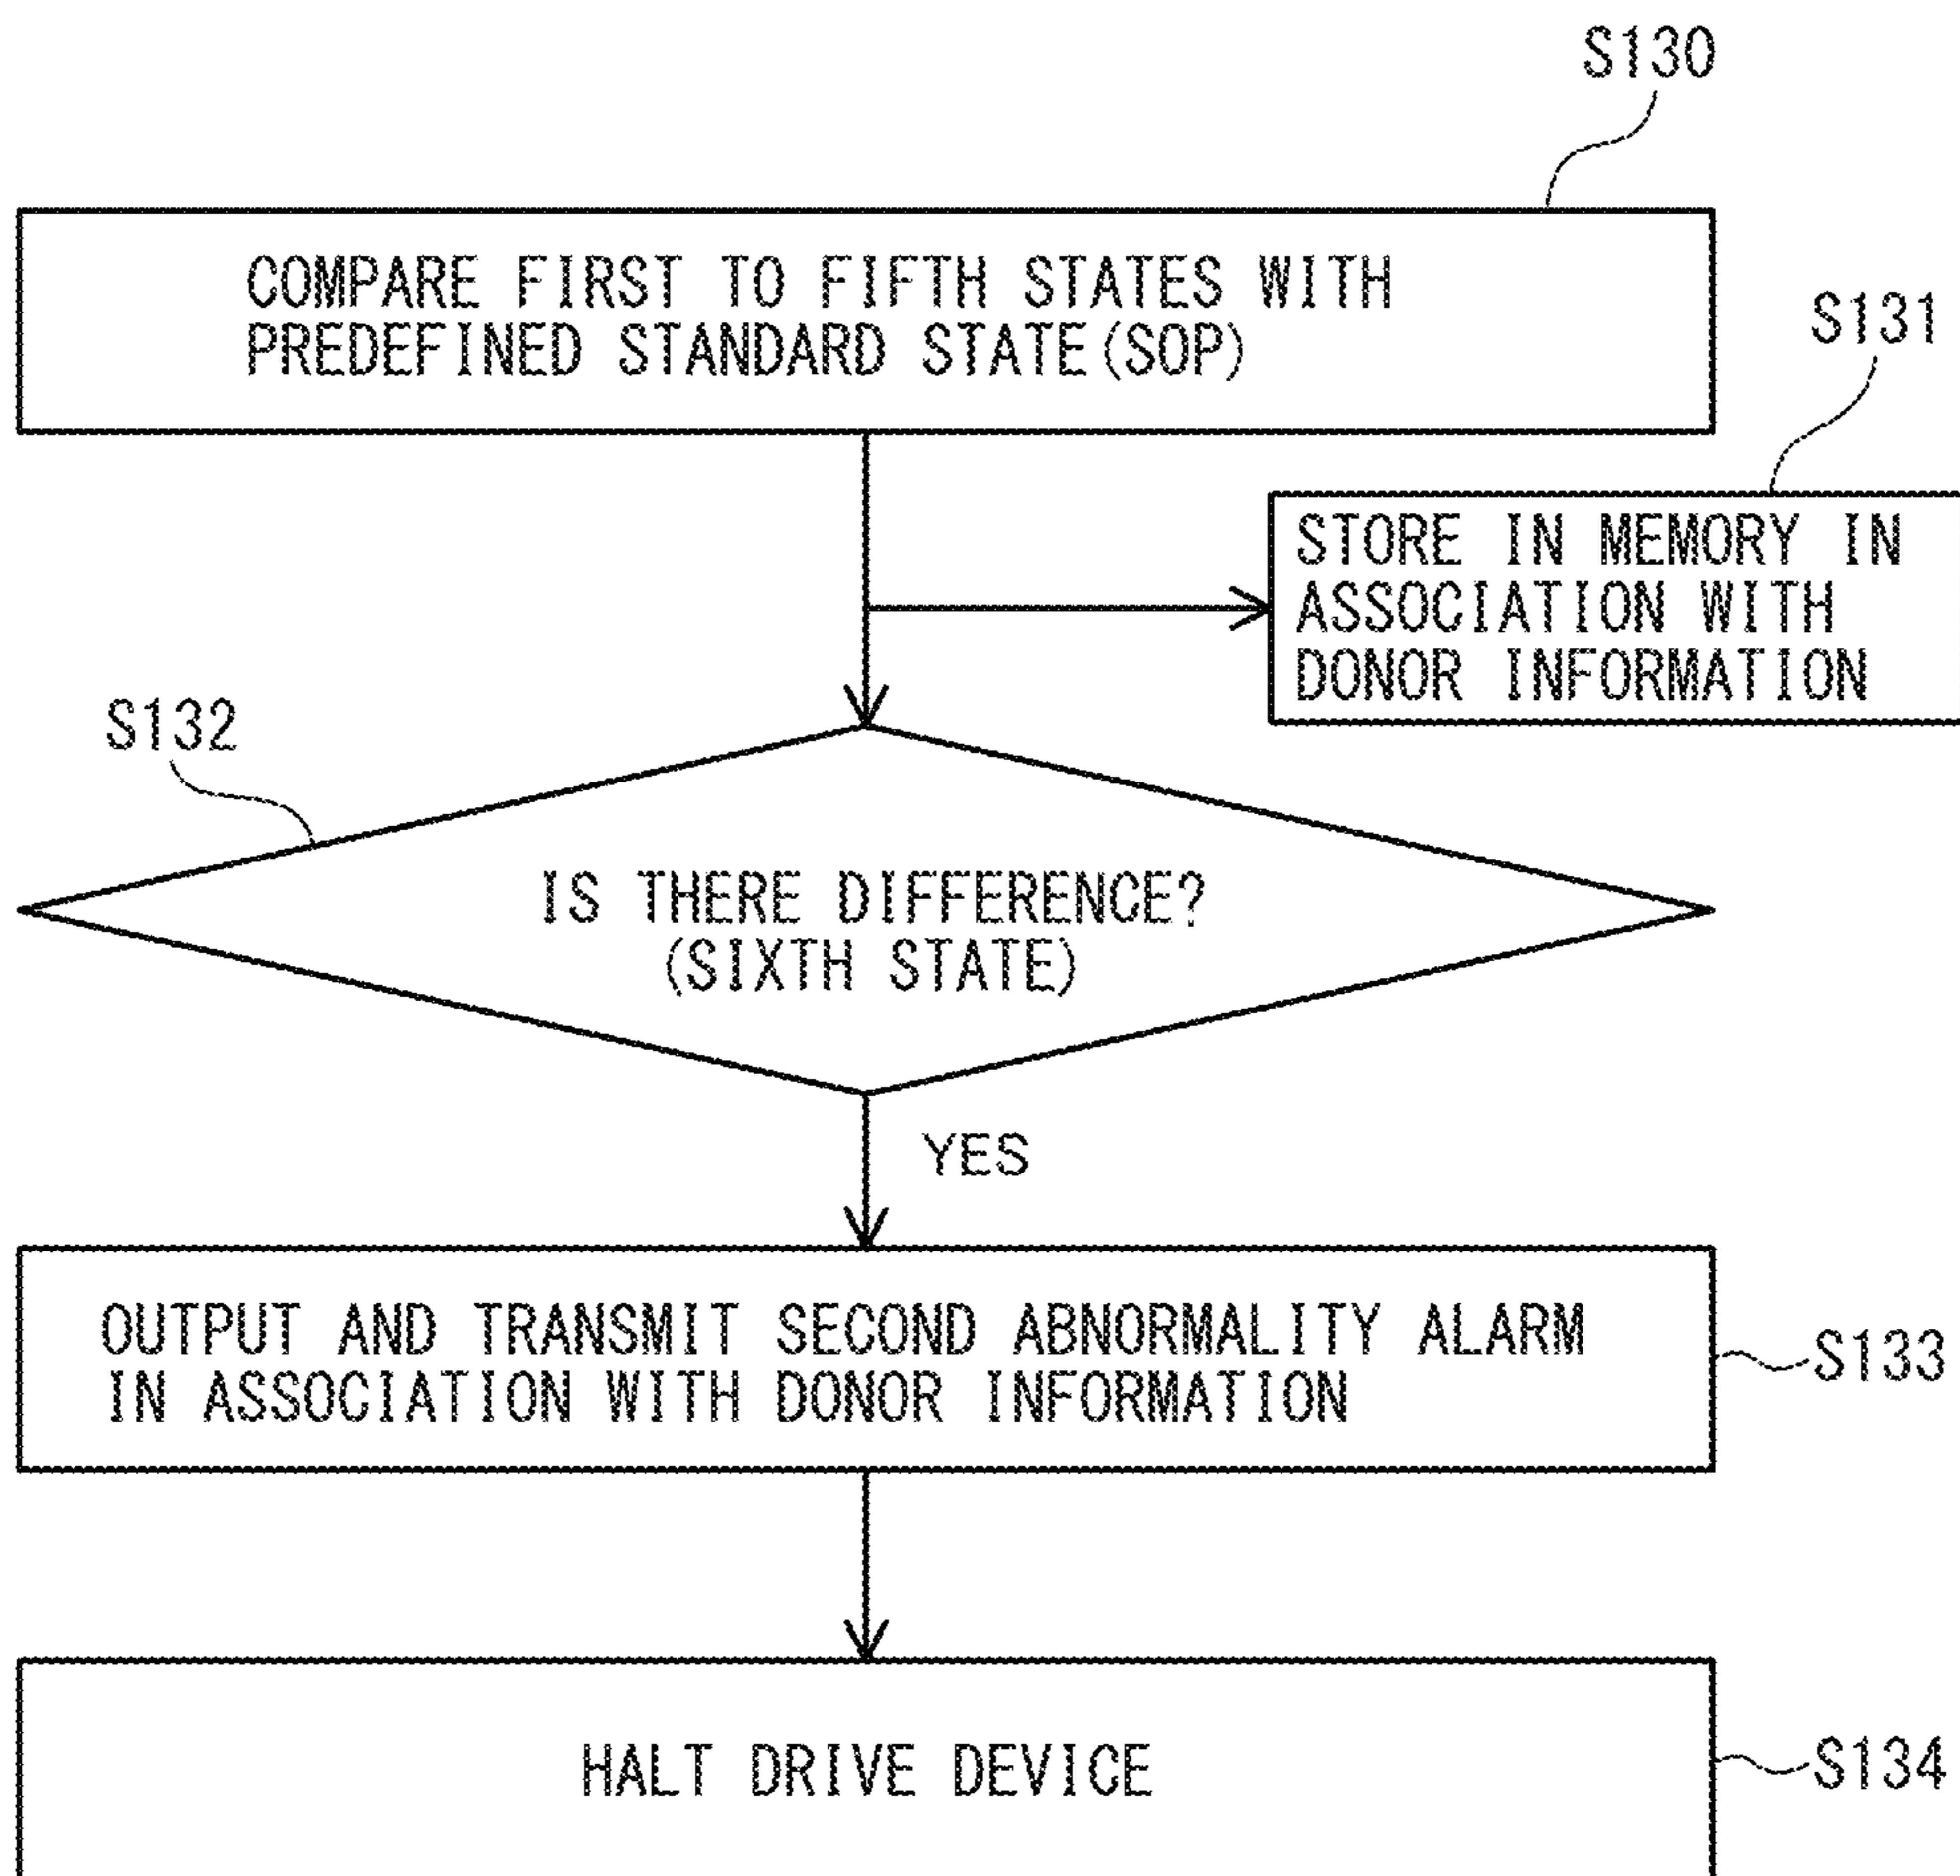 S130
COMPARE FIRST TO FIFTH STATES WITH
PREDEFINED STANDARD STATE(SOP)
S131
STORE IN MEMORY IN
ASSOCIATION WITH
DONOR INFORMATION
S132
IS THERE DIFFERENCE?
(SIXTH STATE)
YES
OUTPUT AND TRANSMIT SECOND ABNORMALITY ALARM
IN ASSOCIATION WITH DONOR INFORMATION
S133
HALT DRIVE DEVICE
S134